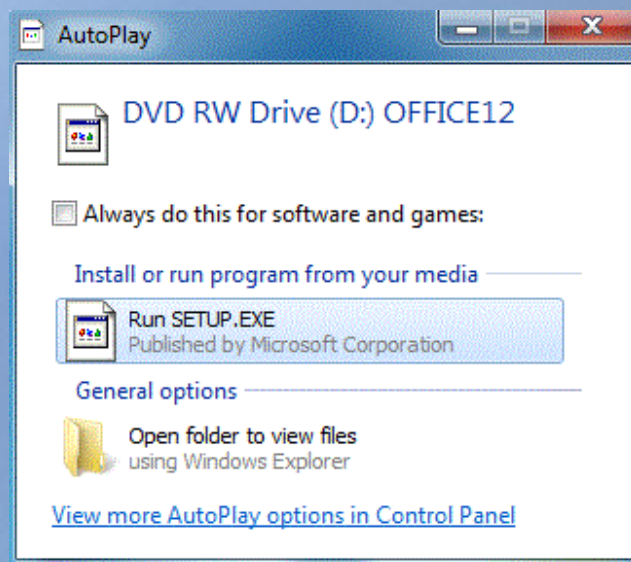 AutoPlay
DVD RW Drive (D:) OFFICE12
Always do this for software and games:
Install or run program from your media
Run SETUP.EXE
Published by Microsoft Corporation
General options
Open folder to view files
using Windows Explorer
View more AutoPlay options in Control Panel